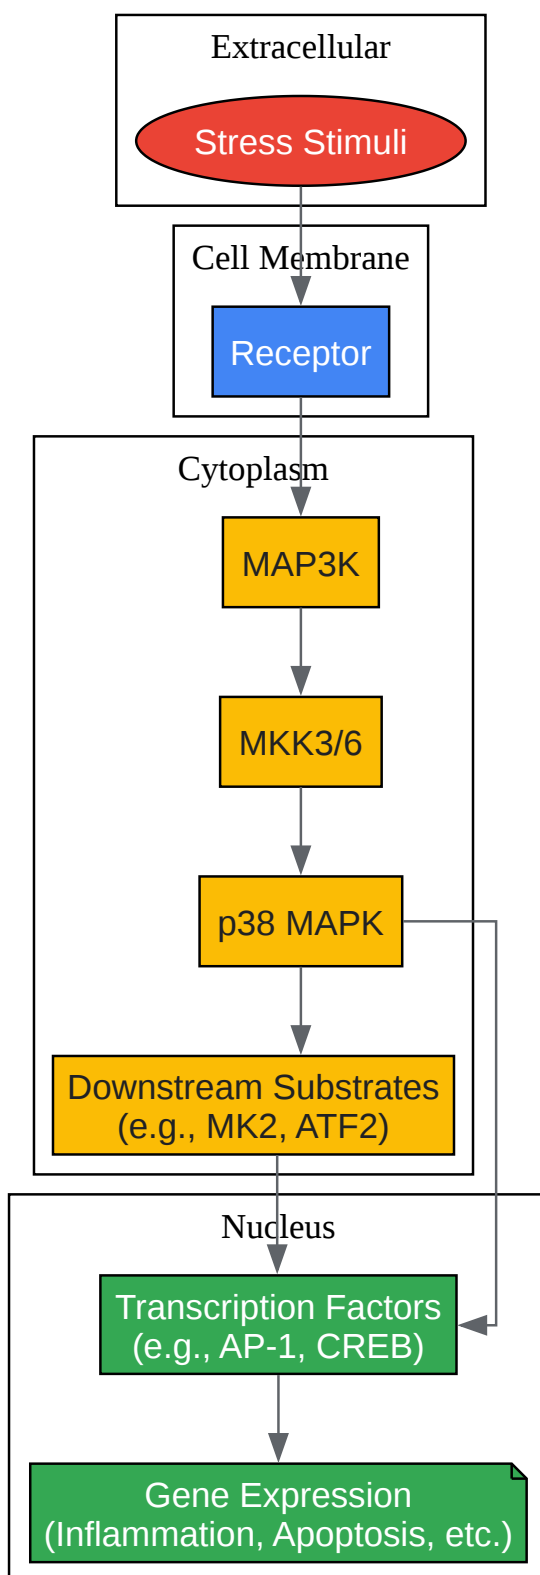 Extracellular
Stress Stimuli
Cell Membrane
Receptor
Cytoplasm
MAP3K
MKK3/6
p38 MAPK
Downstream Substrates
(e.g., MK2, ATF2)
Nucleus
Transcription Factors
(e.g., AP-1, CREB)
Gene Expression
(Inflammation, Apoptosis, etc.)